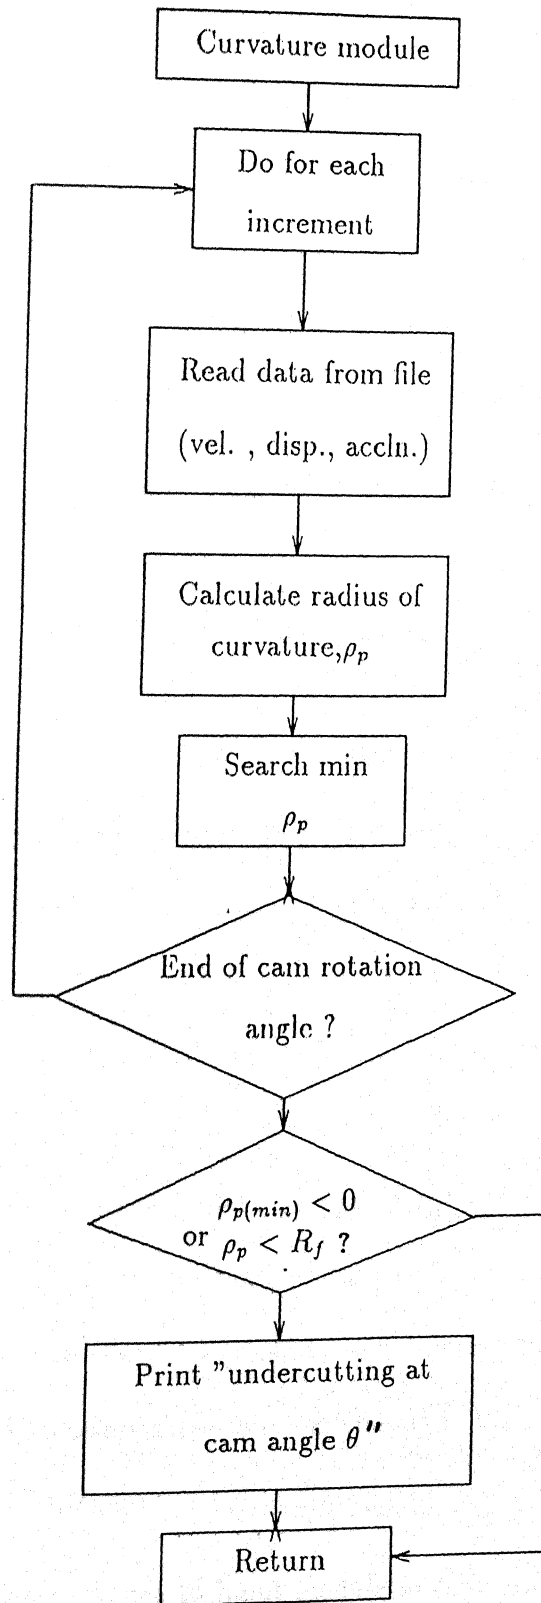 Curvature module
Do for each
increment
Read data from file
(vel. , disp., accln.)
Calculate radius of
curvature,ρₚ
Search min
ρₚ
End of cam rotation
angle ?
ρₚ₍ₘᵢₙ₎ < 0
or ρₚ < R_f ?
Print "undercutting at
cam angle θ"
Return